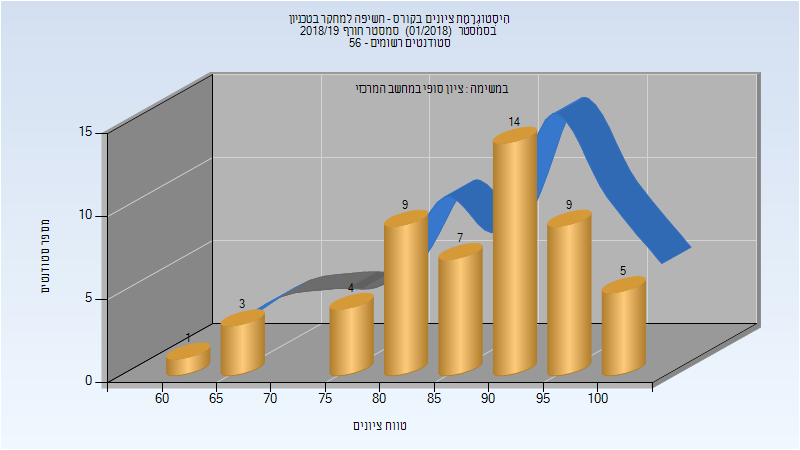 היסטוגרמת ציונים בקורס - חשיפה למחקר בטכניון
בסמסטר (01/2018) סמסטר חורף 2018/19
סטודנטים רשומים - 56
במשימה : ציון סופי במחשב המרכזי
מספר סטודנטים
15
10
5
0
1
3
4
9
7
14
9
5
60 65 70 75 80 85 90 95 100
טווח ציונים